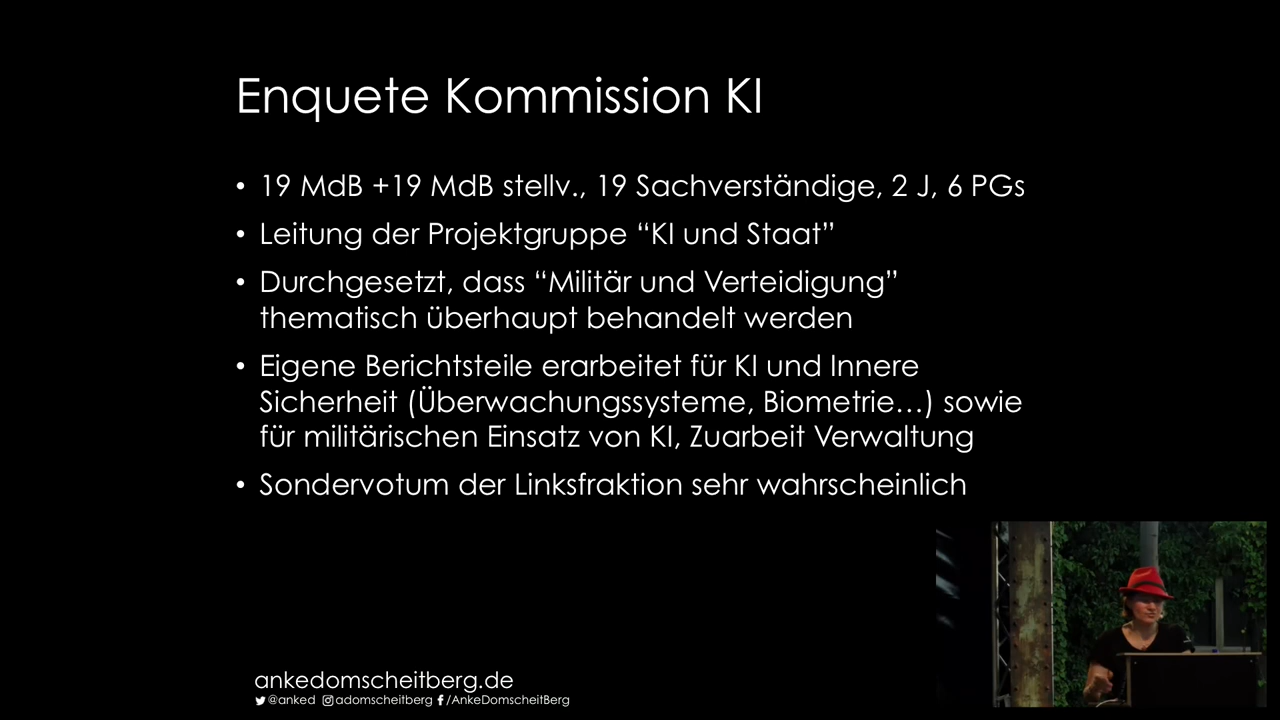 Enquete Kommission KI
• 19 MdB +19 MdB stellv., 19 Sachverständige, 2 J, 6 PGs
• Leitung der Projektgruppe “KI und Staat”
• Durchgesetzt, dass “Militär und Verteidigung”
thematisch überhaupt behandelt werden
• Eigene Berichtsteile erarbeitet für KI und Innere
Sicherheit (Überwachungssysteme, Biometrie…) sowie
für militärischen Einsatz von KI, Zuarbeit Verwaltung
• Sondervotum der Linksfraktion sehr wahrscheinlich
ankedomscheitberg.de
@anked adomscheitberg /AnkeDomscheitBerg